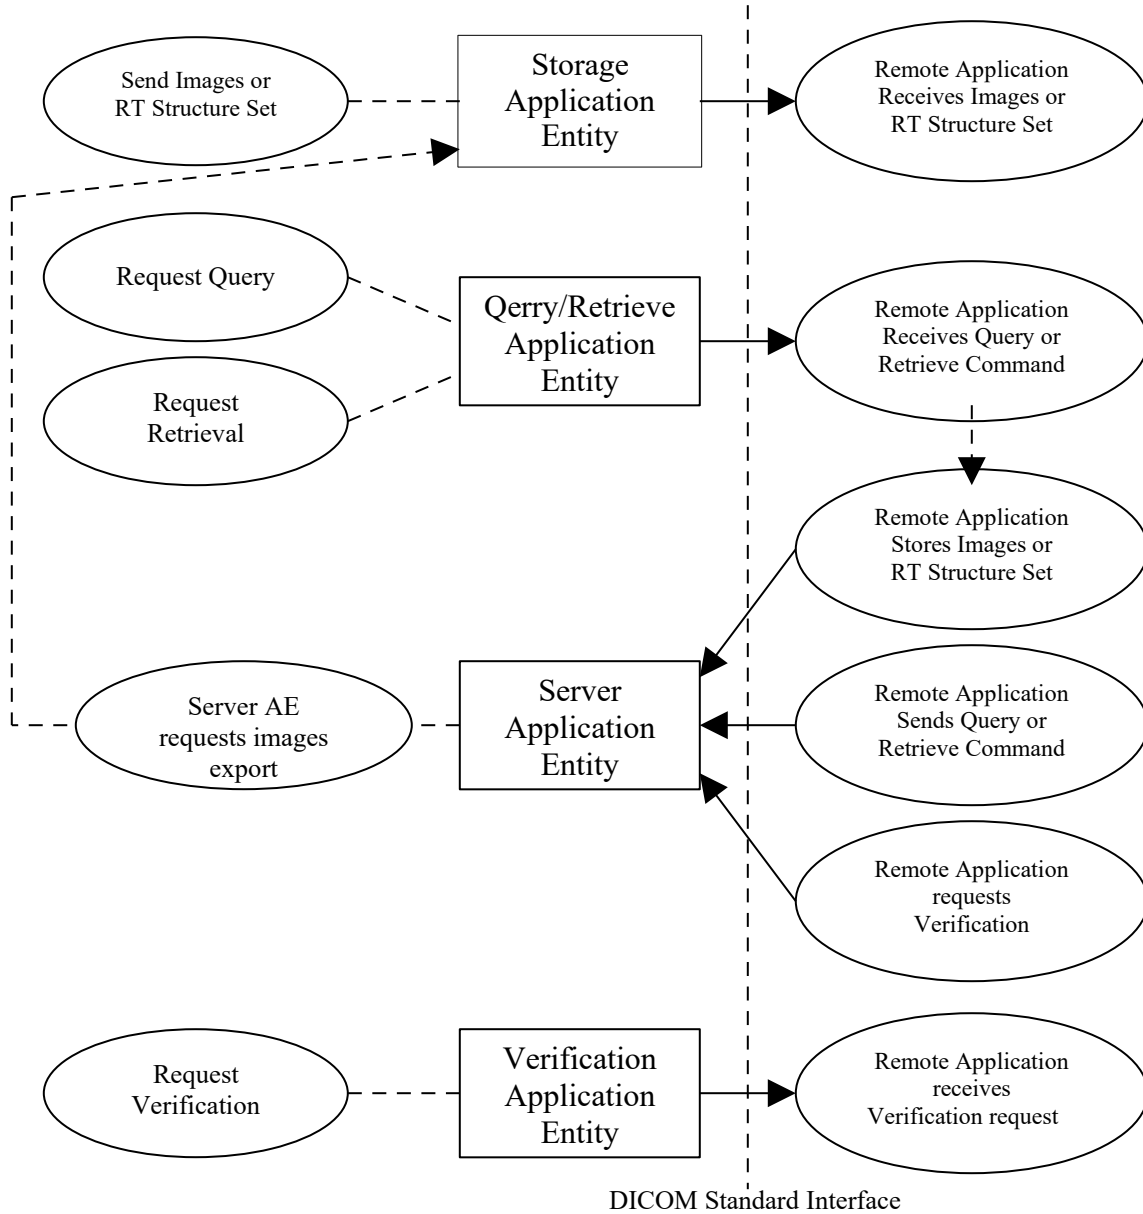 Send Images or
RT Structure Set
Storage
Application
Entity
Remote Application
Receives Images or
RT Structure Set
Request Query
Request
Retrieval
Qerry/Retrieve
Application
Entity
Remote Application
Receives Query or
Retrieve Command
Remote Application
Stores Images or
RT Structure Set
Server AE
requests images
export
Server
Application
Entity
Remote Application
Sends Query or
Retrieve Command
Remote Application
requests
Verification
Request
Verification
Verification
Application
Entity
Remote Application
receives
Verification request
DICOM Standard Interface